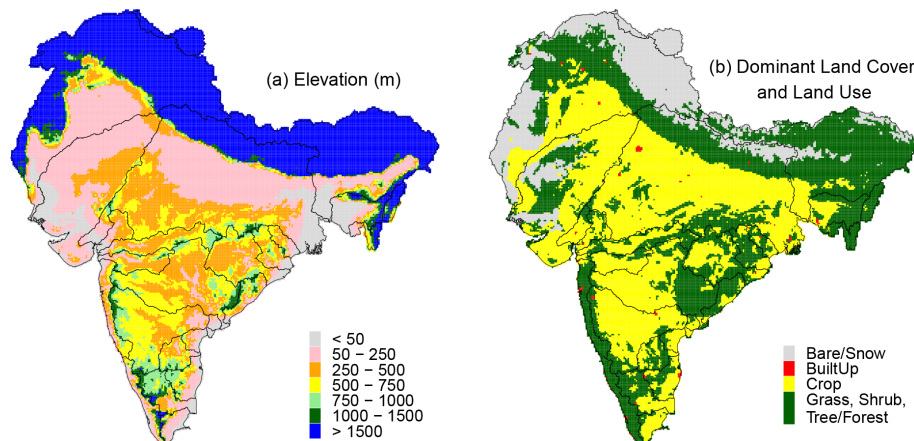 (a) Elevation (m)
< 50
50 – 250
250 – 500
500 – 750
750 – 1000
1000 – 1500
> 1500
(b) Dominant Land Cover
and Land Use
Bare/Snow
BuiltUp
Crop
Grass, Shrub,
Tree/Forest